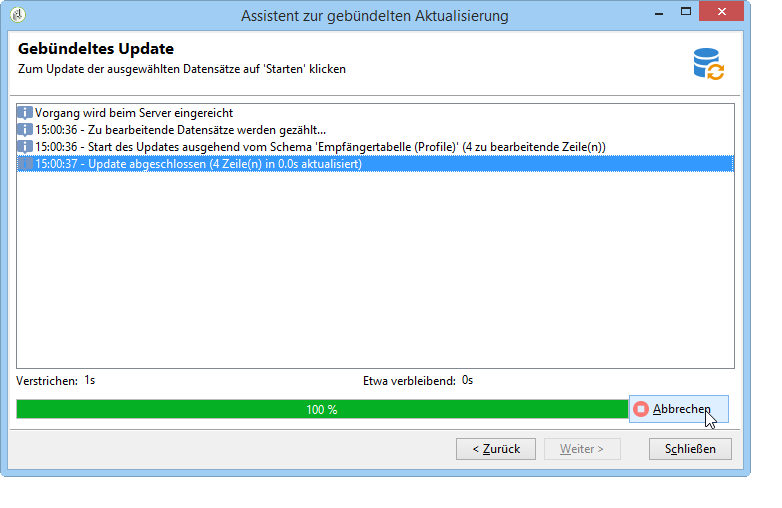 Assistent zur gebündelten Aktualisierung
Gebündeltes Update
Zum Update der ausgewählten Datensätze auf 'Starten' klicken
Vorgang wird beim Server eingereicht
15:00:36 - Zu bearbeitende Datensätze werden gezählt...
15:00:36 - Start des Updates ausgehend vom Schema 'Empfängertabelle (Profile)' (4 zu bearbeitende Zeile(n))
15:00:37 - Update abgeschlossen (4 Zeile(n) in 0.0s aktualisiert)
Verstrichen: 1s Etwa verbleibend: 0s
100 % Abbrechen
< Zurück Weiter > Schließen